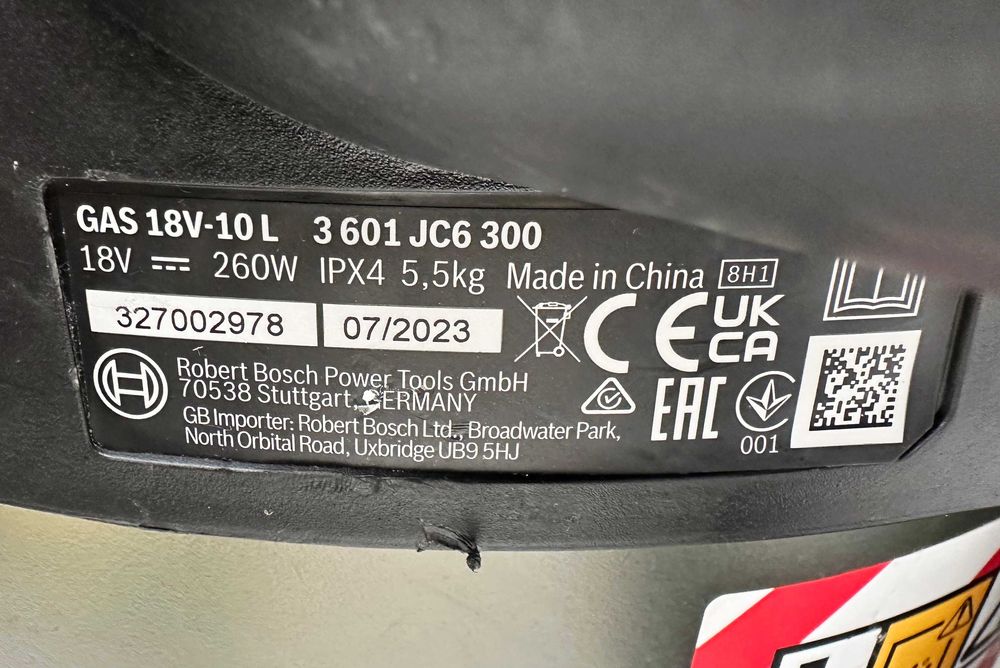 GAS 18V-10 L 3 601 JC6 300
18V ⎓ 260W IPX4 5,5kg Made in China 8H1
327002978 07/2023
CE UK CA
Robert Bosch Power Tools GmbH
70538 Stuttgart, GERMANY
EAC
001
GB Importer: Robert Bosch Ltd., Broadwater Park,
North Orbital Road, Uxbridge UB9 5HJ